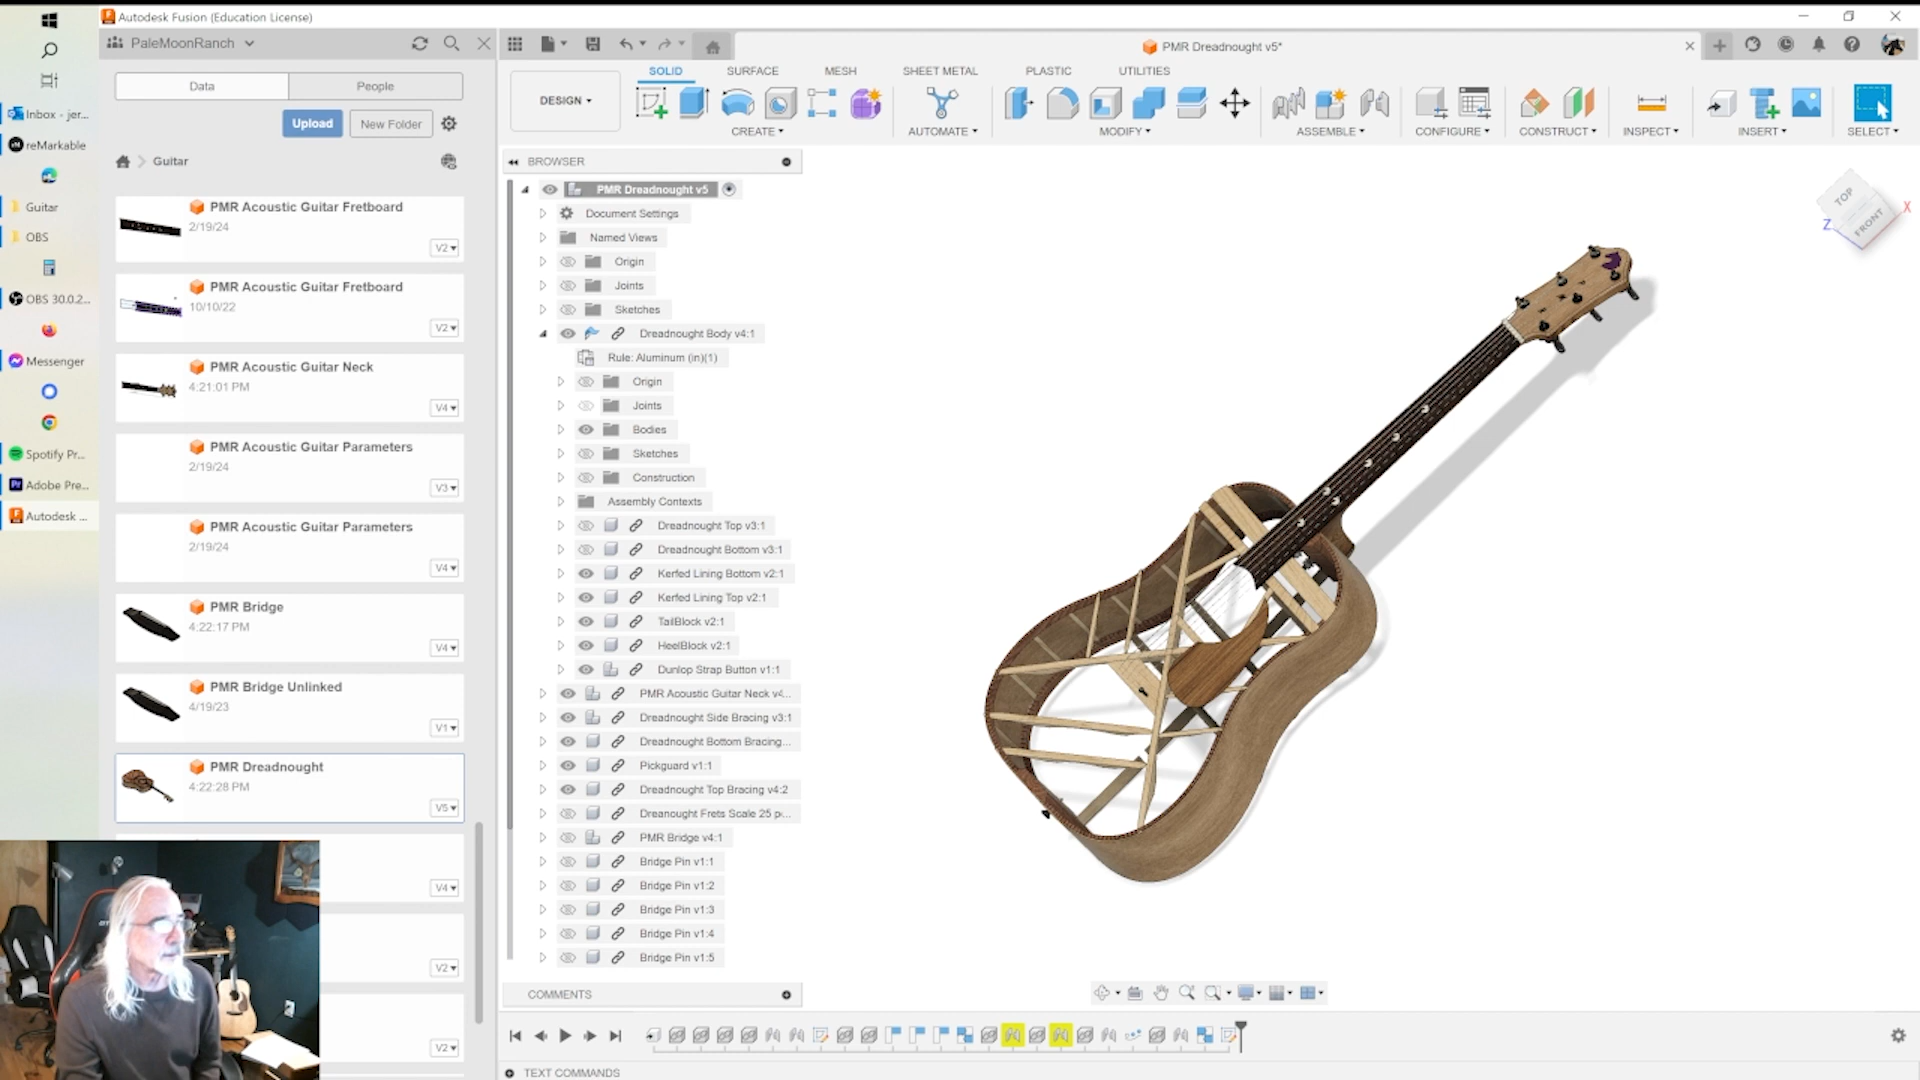 Autodesk Fusion (Education License)
PaleMoonRanch
PMR Dreadnought v5*
Data
People
Upload
New Folder
Guitar
Inbox - jer...
reMarkable
Guitar
OBS
OBS 30.0.2...
Messenger
Spotify Pr...
Adobe Pre...
Autodesk ...
PMR Acoustic Guitar Fretboard
2/19/24
V2
PMR Acoustic Guitar Fretboard
10/10/22
V2
PMR Acoustic Guitar Neck
4:21:01 PM
V4
PMR Acoustic Guitar Parameters
2/19/24
V3
PMR Acoustic Guitar Parameters
2/19/24
V4
PMR Bridge
4:22:17 PM
V4
PMR Bridge Unlinked
4/19/23
V1
PMR Dreadnought
4:22:28 PM
V5
V4
V2
V2
DESIGN
SOLID
SURFACE
MESH
SHEET METAL
PLASTIC
UTILITIES
CREATE
AUTOMATE
MODIFY
ASSEMBLE
CONFIGURE
CONSTRUCT
INSPECT
INSERT
SELECT
BROWSER
PMR Dreadnought v5
Document Settings
Named Views
Origin
Joints
Sketches
Dreadnought Body v4:1
Rule: Aluminum (in)(1)
Origin
Joints
Bodies
Sketches
Construction
Assembly Contexts
Dreadnought Top v3:1
Dreadnought Bottom v3:1
Kerfed Lining Bottom v2:1
Kerfed Lining Top v2:1
TailBlock v2:1
HeelBlock v2:1
Dunlop Strap Button v1:1
PMR Acoustic Guitar Neck v4...
Dreadnought Side Bracing v3:1
Dreadnought Bottom Bracing...
Pickguard v1:1
Dreadnought Top Bracing v4:2
Dreanought Frets Scale 25 p...
PMR Bridge v4:1
Bridge Pin v1:1
Bridge Pin v1:2
Bridge Pin v1:3
Bridge Pin v1:4
Bridge Pin v1:5
TOP
FRONT
X
Z
COMMENTS
TEXT COMMANDS